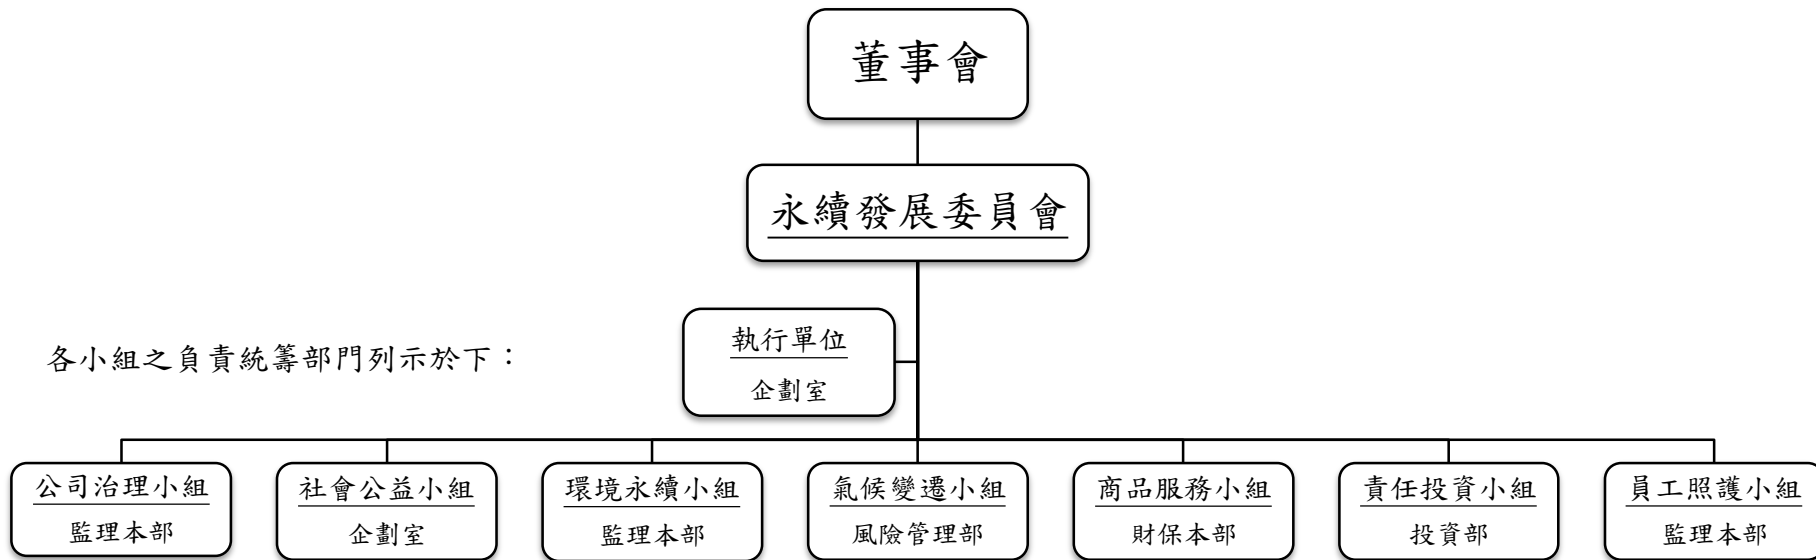 董事會
永續發展委員會
執行單位
企劃室
各小組之負責統籌部門列示於下：
公司治理小組
監理本部
社會公益小組
企劃室
環境永續小組
監理本部
氣候變遷小組
風險管理部
商品服務小組
財保本部
責任投資小組
投資部
員工照護小組
監理本部